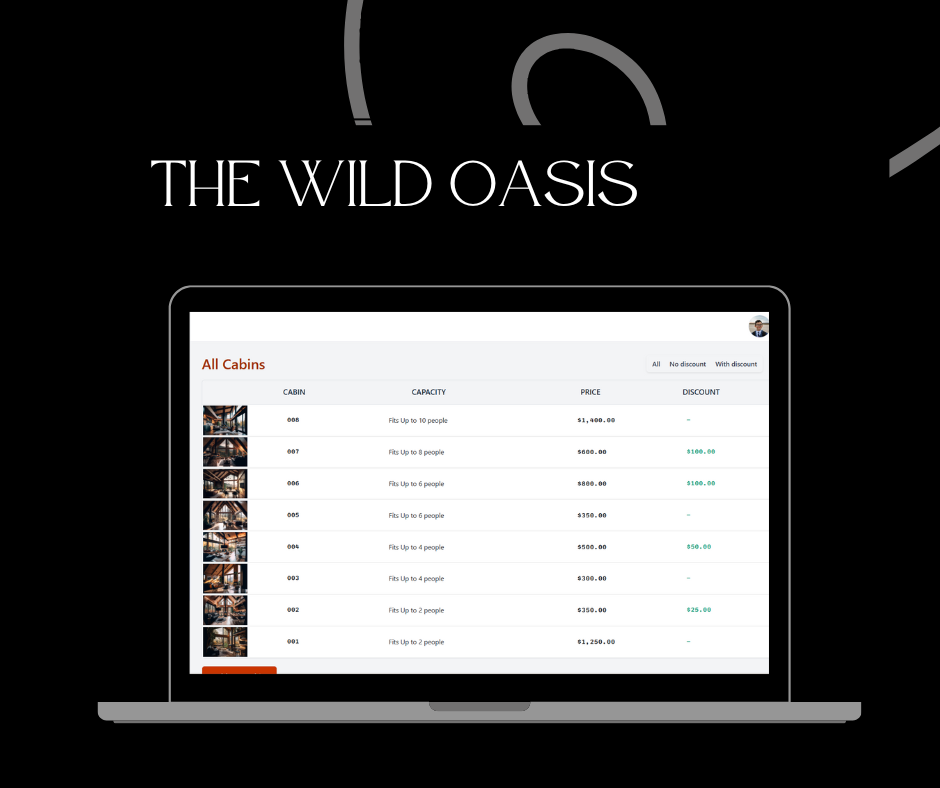 THE WILD OASIS
All Cabins
All No discount With discount
CABIN CAPACITY PRICE DISCOUNT
008 Fits Up to 10 people $1,400.00 –
007 Fits Up to 8 people $600.00 $100.00
006 Fits Up to 6 people $800.00 $100.00
005 Fits Up to 6 people $350.00 –
004 Fits Up to 4 people $500.00 $50.00
003 Fits Up to 4 people $300.00 –
002 Fits Up to 2 people $350.00 $25.00
001 Fits Up to 2 people $1,250.00 –